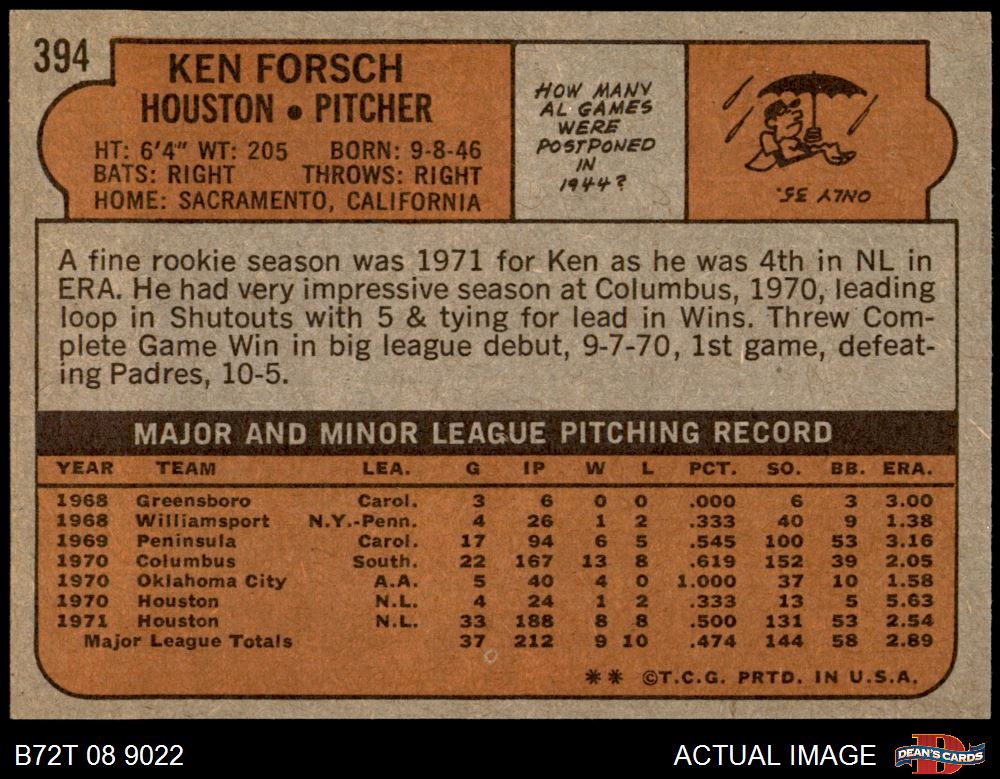 394
KEN FORSCH
HOUSTON • PITCHER
HT: 6'4" WT: 205 BORN: 9-8-46
BATS: RIGHT THROWS: RIGHT
HOME: SACRAMENTO, CALIFORNIA
HOW MANY
AL GAMES
WERE
POSTPONED
IN
1944?
ONLY 35.
A fine rookie season was 1971 for Ken as he was 4th in NL in
ERA. He had very impressive season at Columbus, 1970, leading
loop in Shutouts with 5 & tying for lead in Wins. Threw Com-
plete Game Win in big league debut, 9-7-70, 1st game, defeat-
ing Padres, 10-5.
MAJOR AND MINOR LEAGUE PITCHING RECORD
YEAR TEAM LEA. G IP W L PCT. SO. BB. ERA.
1968 Greensboro Carol. 3 6 0 0 .000 6 3 3.00
1968 Williamsport N.Y.-Penn. 4 26 1 2 .333 40 9 1.38
1969 Peninsula Carol. 17 94 6 5 .545 100 53 3.16
1970 Columbus South. 22 167 13 8 .619 152 39 2.05
1970 Oklahoma City A.A. 5 40 4 0 1.000 37 10 1.58
1970 Houston N.L. 4 24 1 2 .333 13 5 5.63
1971 Houston N.L. 33 188 8 8 .500 131 53 2.54
Major League Totals 37 212 9 10 .474 144 58 2.89
** ©T.C.G. PRTD. IN U.S.A.
B72T 08 9022 ACTUAL IMAGE DEAN'S CARDS